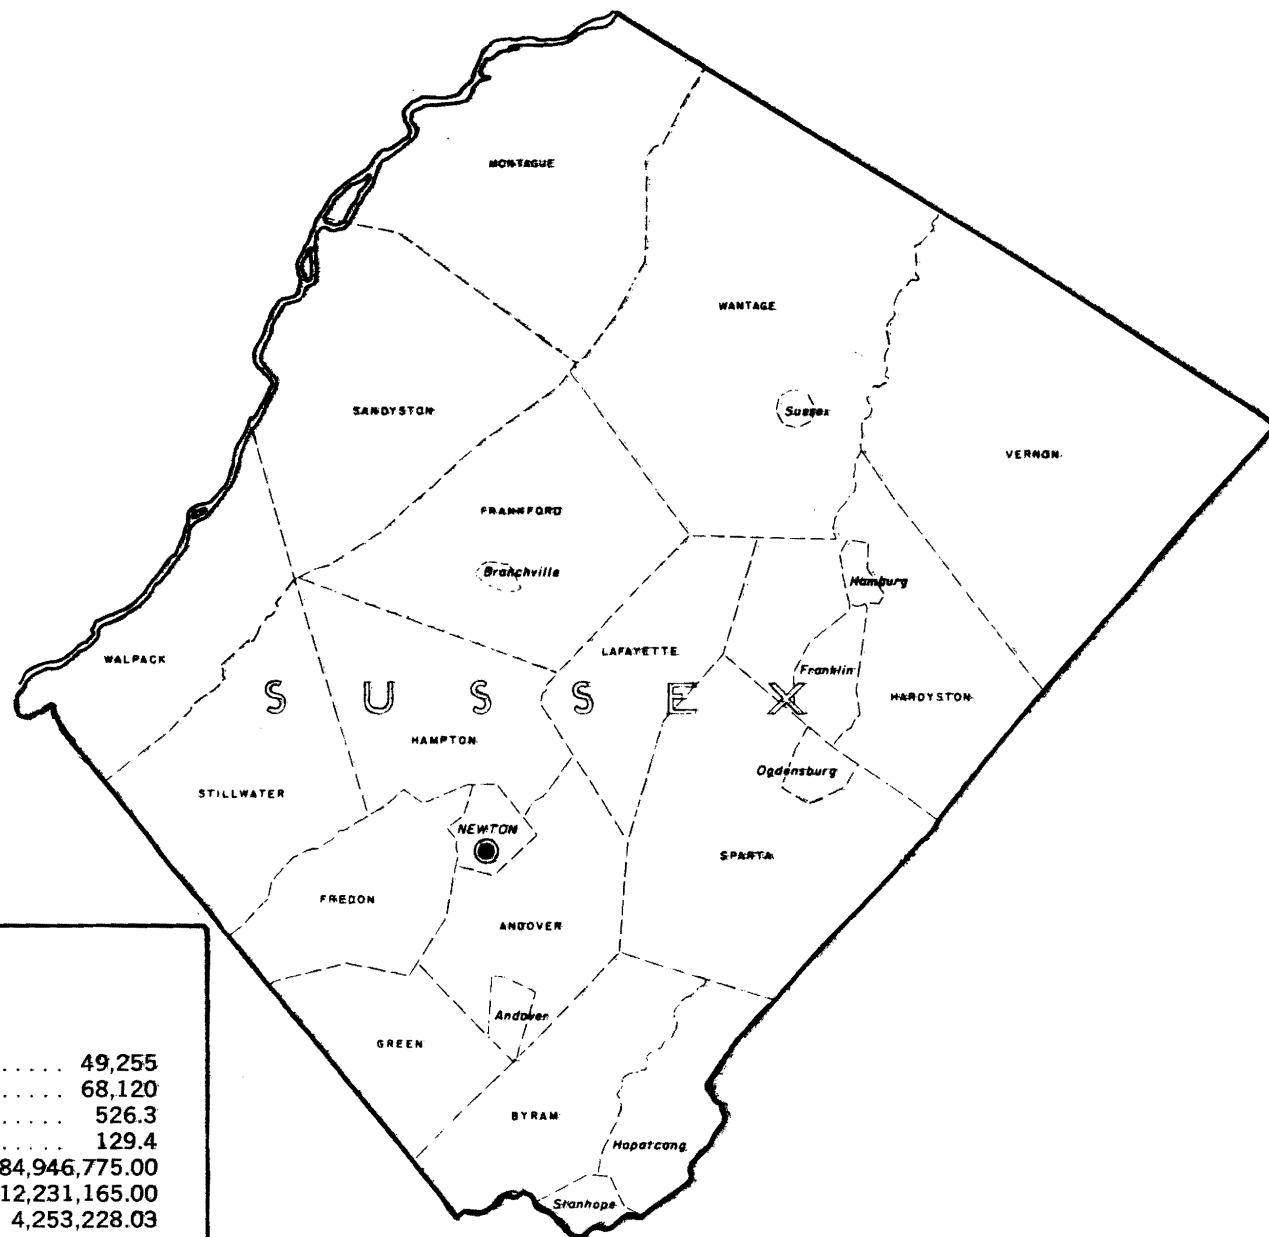 MONTAGUE
WANTAGE
SANDYSTON
Sussex
VERNON
FRANKFORD
Branchville
Hamburg
LAFAYETTE
WALPACK
Franklin
HARDYSTON
SUSSEX
HAMPTON
Ogdensburg
STILLWATER
NEWTON
SPARTA
FREDON
ANDOVER
Andover
GREEN
BYRAM
Hopatcong
Stanhope
..... 49,255
.... 68,120
.... 526.3
.... 129.4
84,946,775.00
12,231,165.00
4,253,228.03